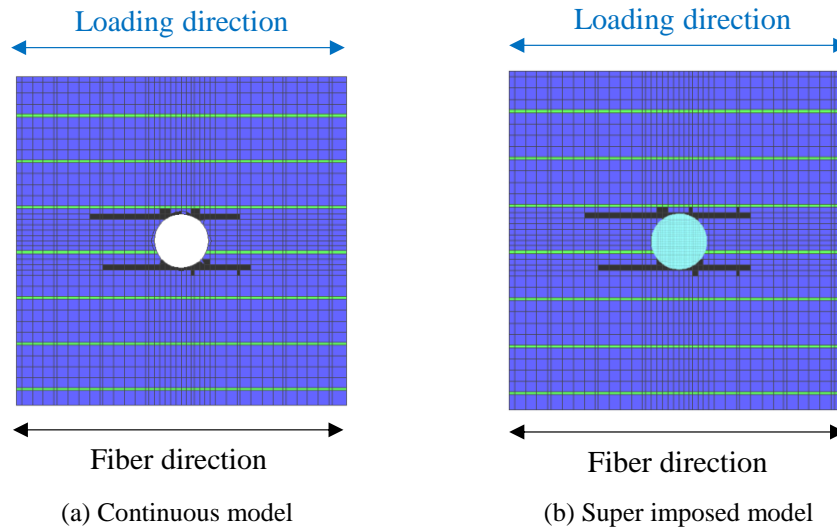 Loading direction
Loading direction
Fiber direction
Fiber direction
(a) Continuous model
(b) Super imposed model